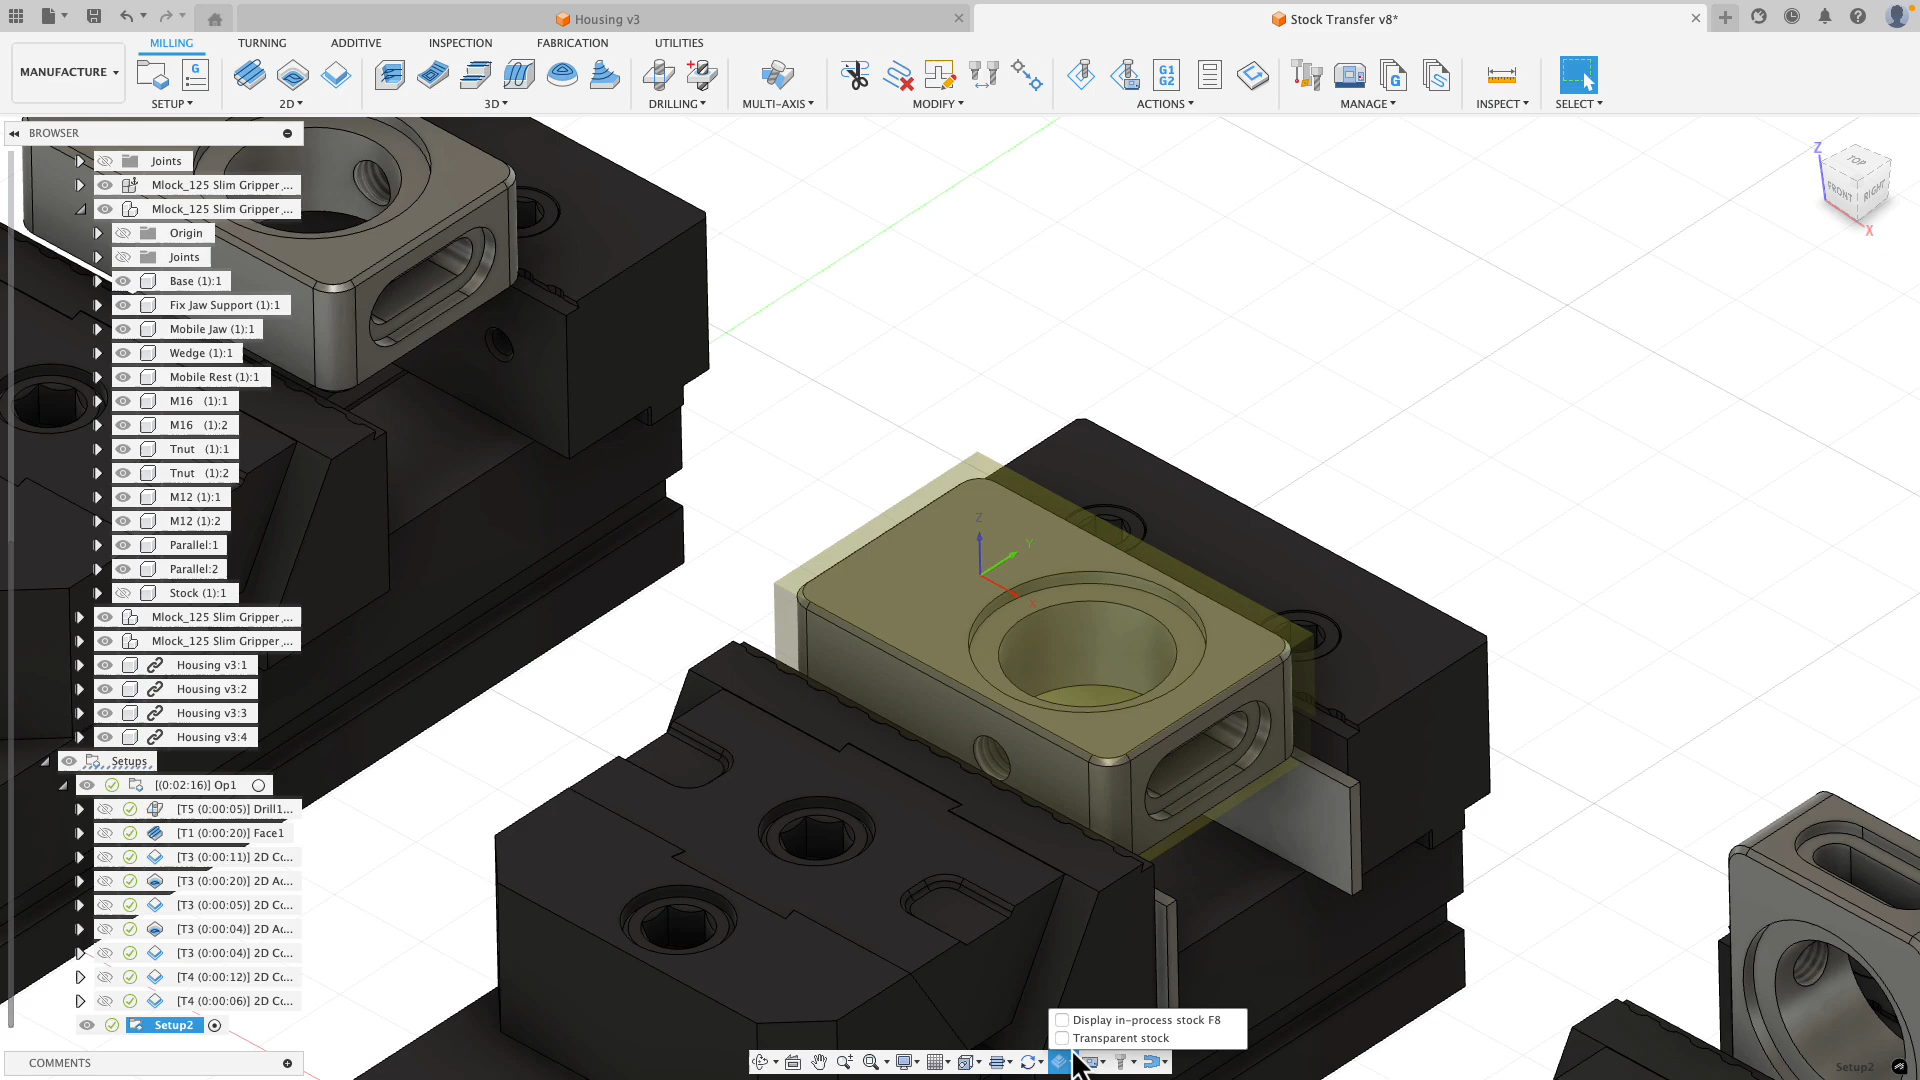 Housing v3
Stock Transfer v8*
MILLING
TURNING
ADDITIVE
INSPECTION
FABRICATION
UTILITIES
MANUFACTURE
G
G1
G2
G
SETUP
2D
3D
DRILLING
MULTI-AXIS
MODIFY
ACTIONS
MANAGE
INSPECT
SELECT
BROWSER
Joints
Mlock_125 Slim Gripper ,...
Mlock_125 Slim Gripper ,...
Origin
Joints
Base (1):1
Fix Jaw Support (1):1
Mobile Jaw (1):1
Wedge (1):1
Mobile Rest (1):1
M16 (1):1
M16 (1):2
Tnut (1):1
Tnut (1):2
M12 (1):1
M12 (1):2
Parallel:1
Parallel:2
Stock (1):1
Mlock_125 Slim Gripper ,...
Mlock_125 Slim Gripper ,...
Housing v3:1
Housing v3:2
Housing v3:3
Housing v3:4
Setups
[(0:02:16)] Op1
[T5 (0:00:05)] Drill1...
[T1 (0:00:20)] Face1
[T3 (0:00:11)] 2D Cc...
[T3 (0:00:20)] 2D Ac...
[T3 (0:00:05)] 2D Cc...
[T3 (0:00:04)] 2D Ac...
[T3 (0:00:04)] 2D Cc...
[T4 (0:00:12)] 2D Cc...
[T4 (0:00:06)] 2D Cc...
Setup2
COMMENTS
Z
TOP
FRONT
RIGHT
X
Z
Y
X
Display in-process stock F8
Transparent stock
Setup2